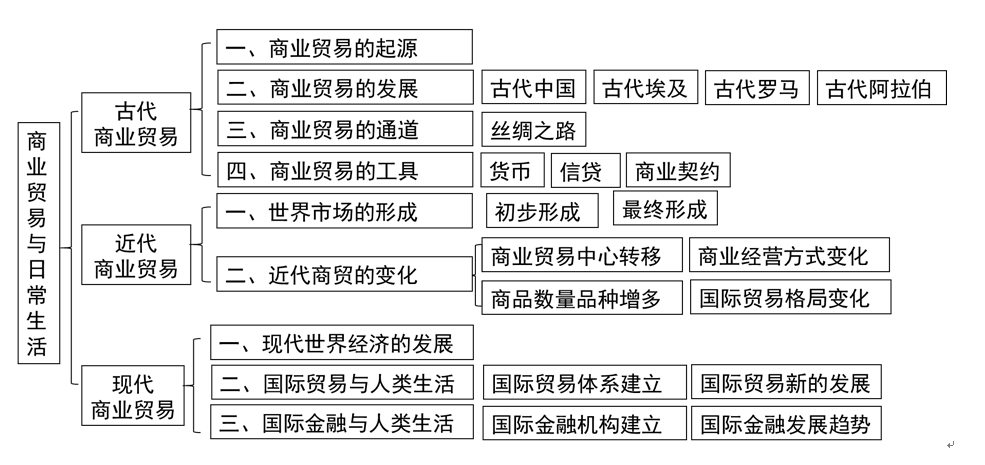 商业贸易与日常生活
古代
商业贸易
一、商业贸易的起源
二、商业贸易的发展 古代中国 古代埃及 古代罗马 古代阿拉伯
三、商业贸易的通道 丝绸之路
四、商业贸易的工具 货币 信贷 商业契约
近代
商业贸易
一、世界市场的形成 初步形成 最终形成
二、近代商贸的变化
商业贸易中心转移 商业经营方式变化
商品数量品种增多 国际贸易格局变化
现代
商业贸易
一、现代世界经济的发展
二、国际贸易与人类生活 国际贸易体系建立 国际贸易新的发展
三、国际金融与人类生活 国际金融机构建立 国际金融发展趋势